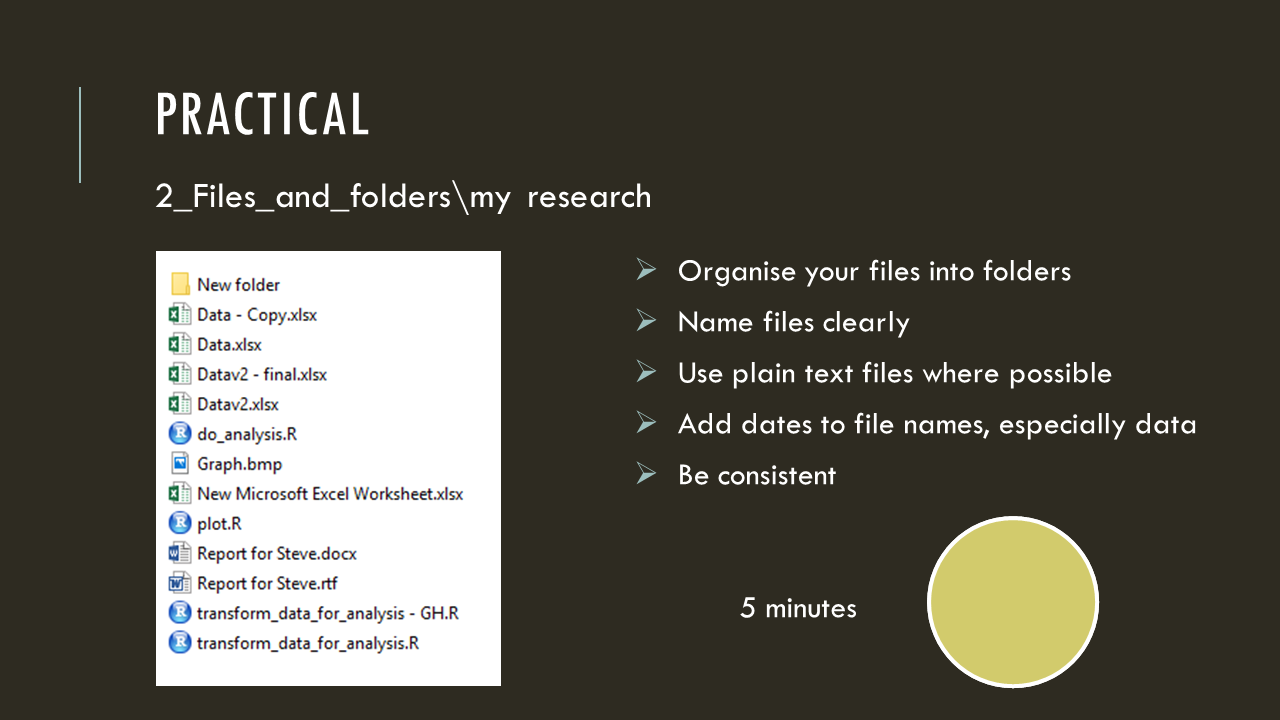 PRACTICAL
2_Files_and_folders\my research
New folder
Data - Copy.xlsx
Data.xlsx
Datav2 - final.xlsx
Datav2.xlsx
do_analysis.R
Graph.bmp
New Microsoft Excel Worksheet.xlsx
plot.R
Report for Steve.docx
Report for Steve.rtf
transform_data_for_analysis - GH.R
transform_data_for_analysis.R
Organise your files into folders
Name files clearly
Use plain text files where possible
Add dates to file names, especially data
Be consistent
5 minutes